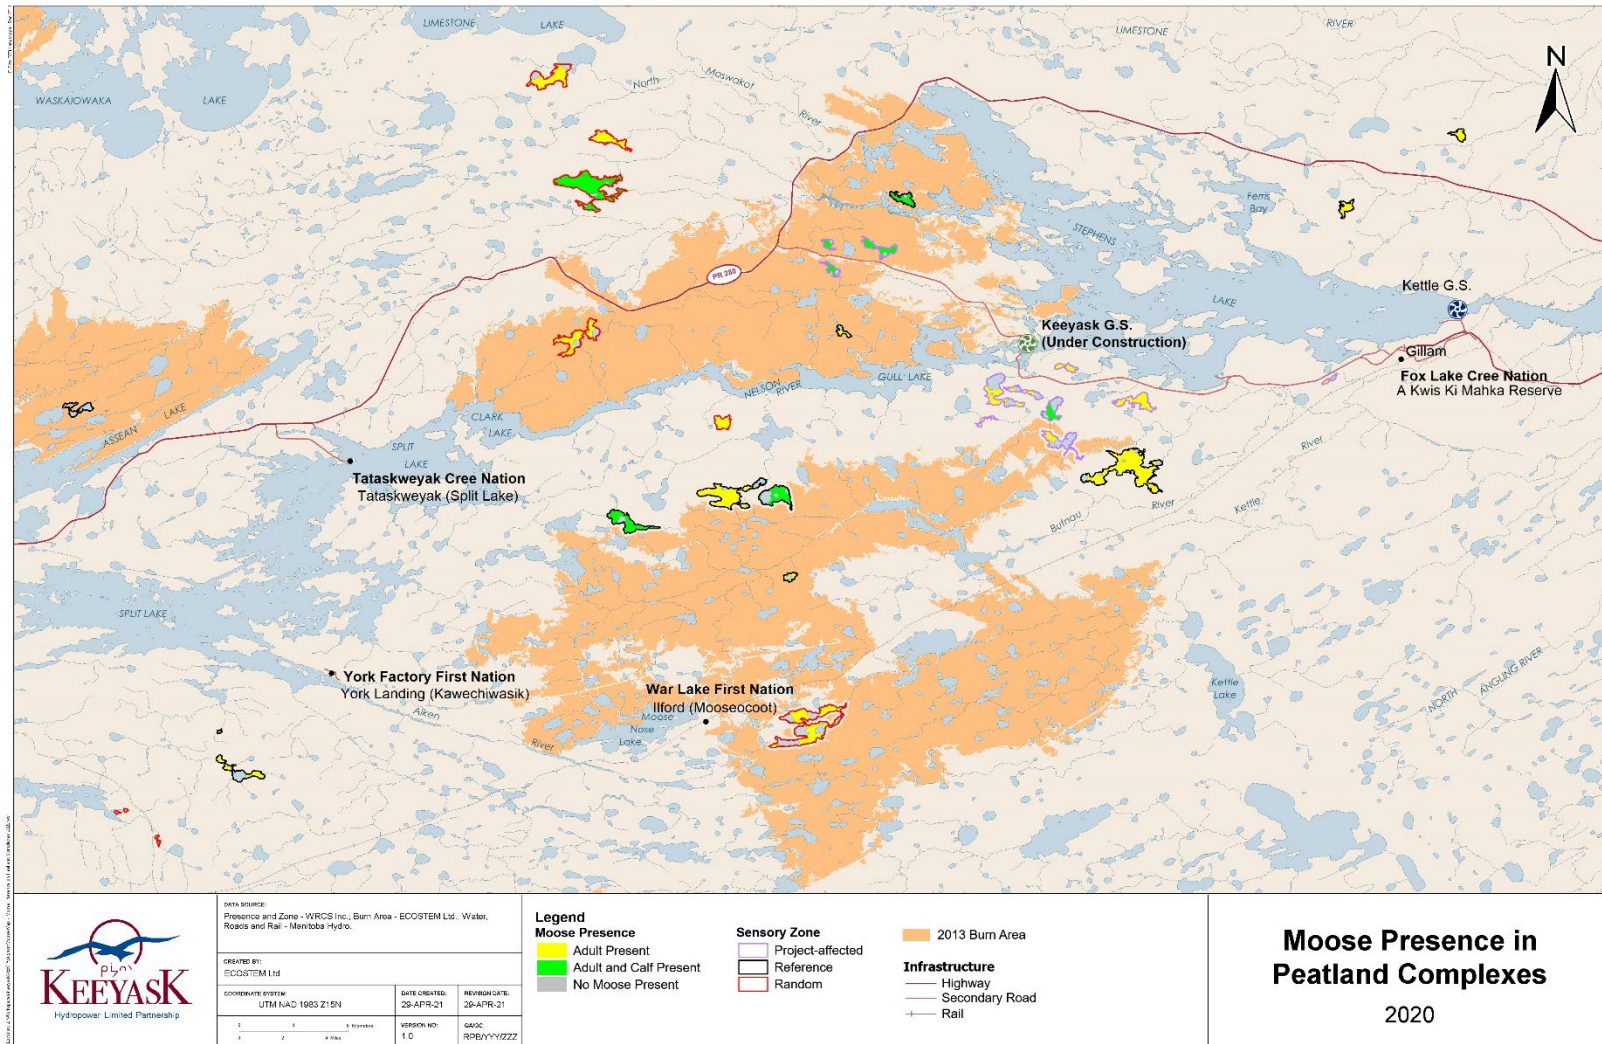 LIMESTONE
LAKE
LIMESTONE
RIVER
WASKAIOWAKA
LAKE
North
Moswakot
River
N
Ferris
Bay
STEPHENS
LAKE
PR 280
Kettle G.S.
Keeyask G.S.
(Under Construction)
Gillam
Fox Lake Cree Nation
A Kwis Ki Mahka Reserve
GULL LAKE
NELSON
RIVER
CLARK
LAKE
ASSEAN
LAKE
SPLIT
LAKE
Tataskweyak Cree Nation
Tataskweyak (Split Lake)
River
Kettle
River
Butnau
SPLIT LAKE
York Factory First Nation
York Landing (Kawechiwasik)
Aiken
River
War Lake First Nation
Ilford (Mooseocoot)
Moose
Nose
Lake
Kettle
Lake
NORTH
ANGLING RIVER
KEEYASK
Hydropower Limited Partnership
DATA SOURCE:
Presence and Zone - WRCS Inc.; Burn Area - ECOSTEM Ltd.; Water,
Roads and Rail - Manitoba Hydro.
CREATED BY:
ECOSTEM Ltd
COORDINATE SYSTEM:
UTM NAD 1983 Z15N
DATE CREATED:
29-APR-21
REVISION DATE:
29-APR-21
VERSION NO:
1.0
QA/QC:
RPB/YYY/ZZZ
Legend
Moose Presence
Adult Present
Adult and Calf Present
No Moose Present
Sensory Zone
Project-affected
Reference
Random
2013 Burn Area
Infrastructure
Highway
Secondary Road
Rail
Moose Presence in
Peatland Complexes
2020